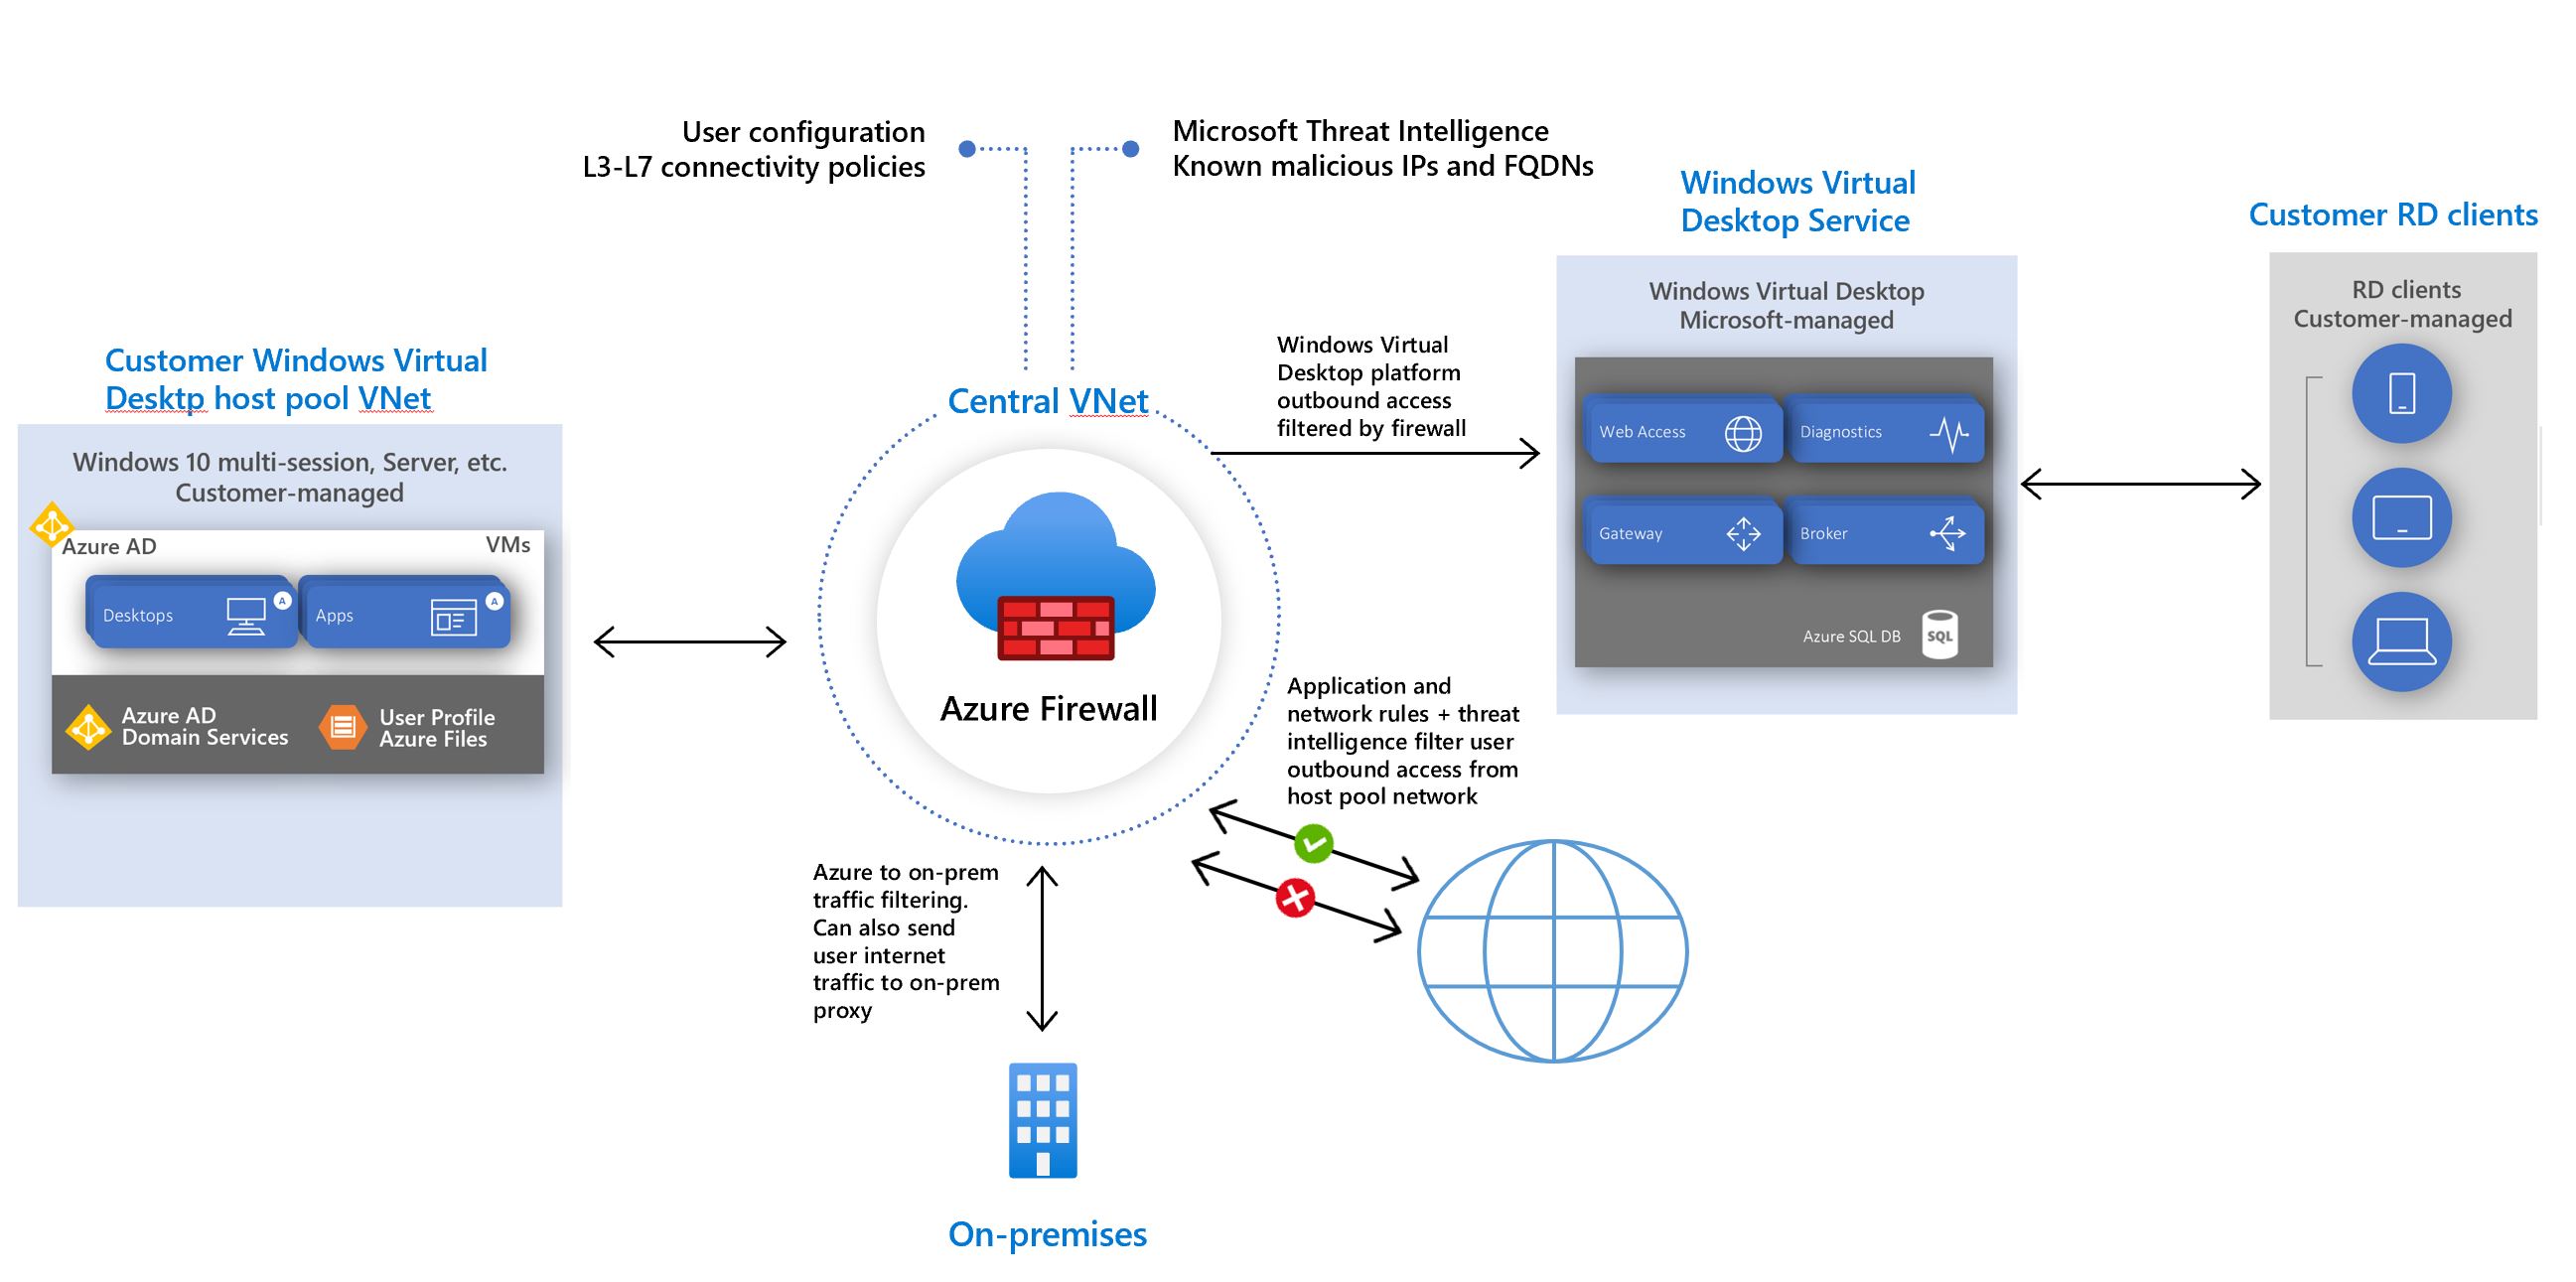 User configuration
L3-L7 connectivity policies
Microsoft Threat Intelligence
Known malicious IPs and FQDNs
Windows Virtual
Desktop Service
Customer RD clients
Windows Virtual Desktop
Microsoft-managed
RD clients
Customer-managed
Customer Windows Virtual
Desktp host pool VNet
Windows 10 multi-session, Server, etc.
Customer-managed
Azure AD
VMs
Desktops
A
Apps
A
Azure AD
Domain Services
User Profile
Azure Files
Central VNet
Azure Firewall
Windows Virtual
Desktop platform
outbound access
filtered by firewall
Web Access
Diagnostics
Gateway
Broker
Azure SQL DB
SQL
Application and
network rules + threat
intelligence filter user
outbound access from
host pool network
Azure to on-prem
traffic filtering.
Can also send
user internet
traffic to on-prem
proxy
On-premises